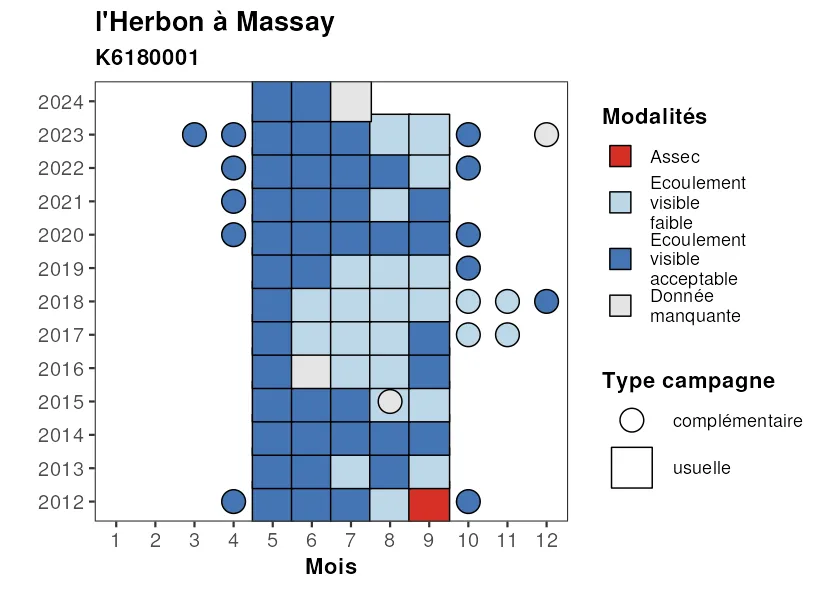 l'Herbon à Massay
K6180001
2024
2023
2022
2021
2020
2019
2018
2017
2016
2015
2014
2013
2012
1 2 3 4 5 6 7 8 9 10 11 12
Mois
Modalités
Assec
Ecoulement
visible
faible
Ecoulement
visible
acceptable
Donnée
manquante
Type campagne
complémentaire
usuelle